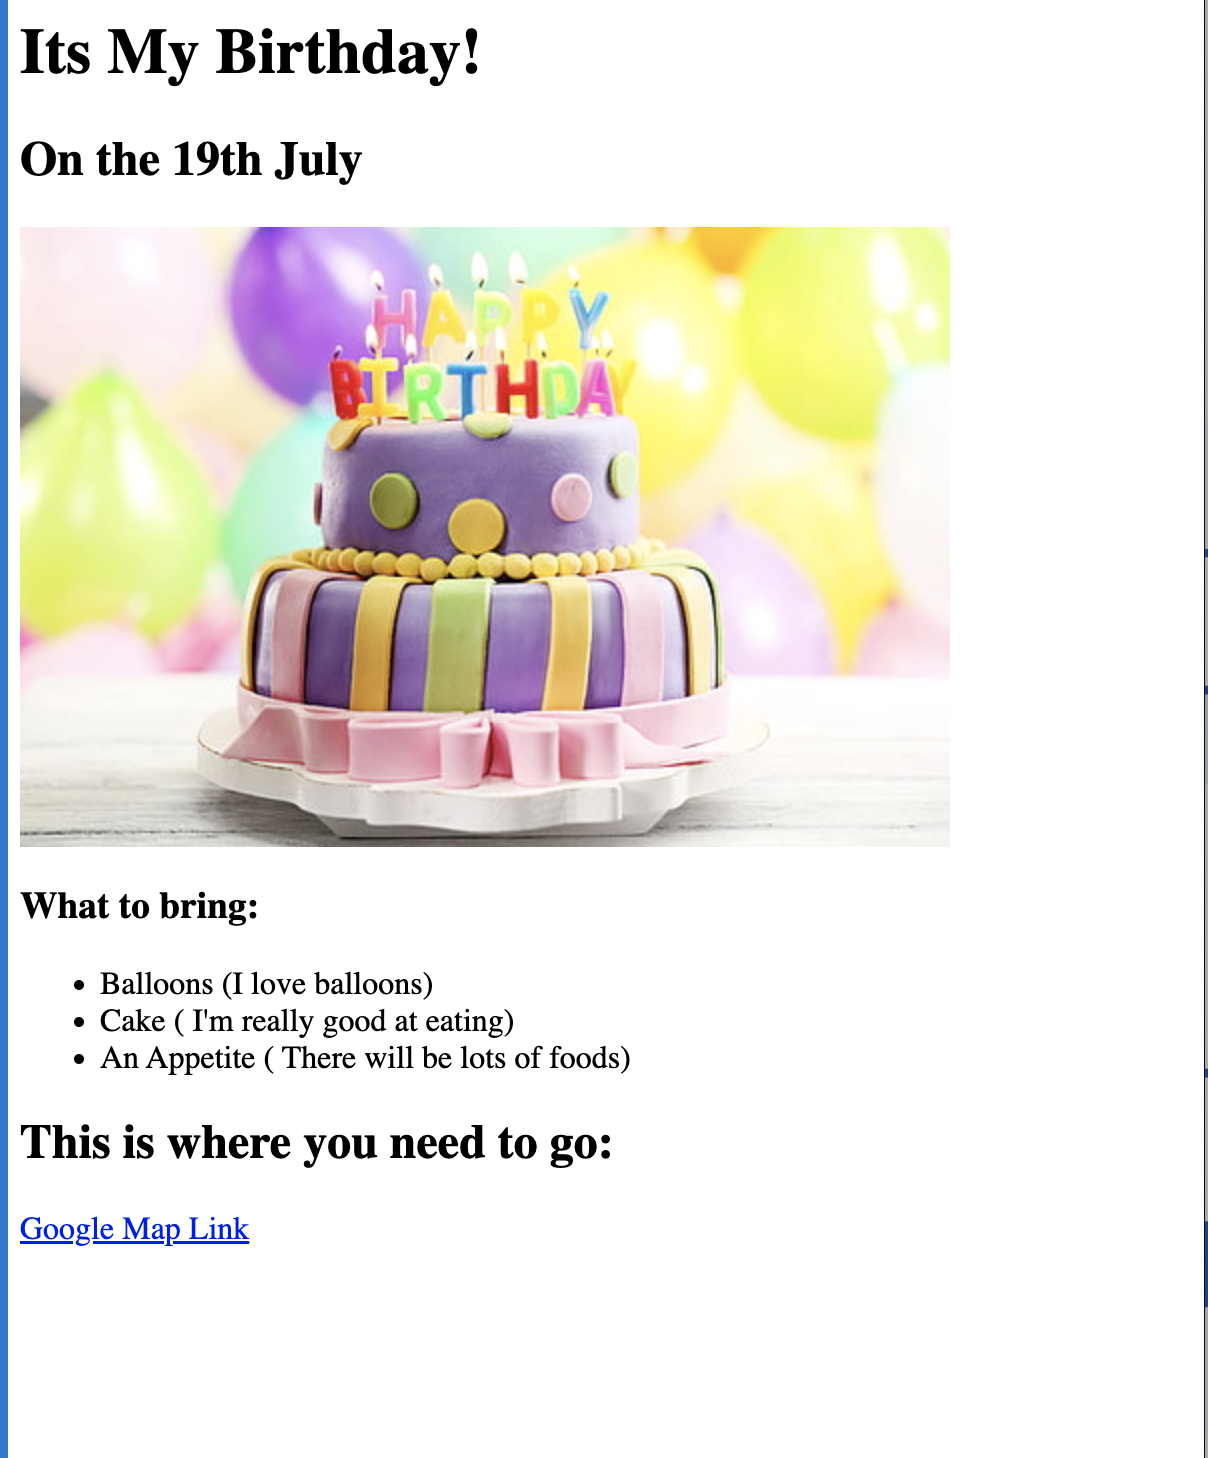 Its My Birthday!
On the 19th July
HAPPY
BIRTHDAY
What to bring:
Balloons (I love balloons)
Cake ( I'm really good at eating)
An Appetite ( There will be lots of foods)
This is where you need to go:
Google Map Link